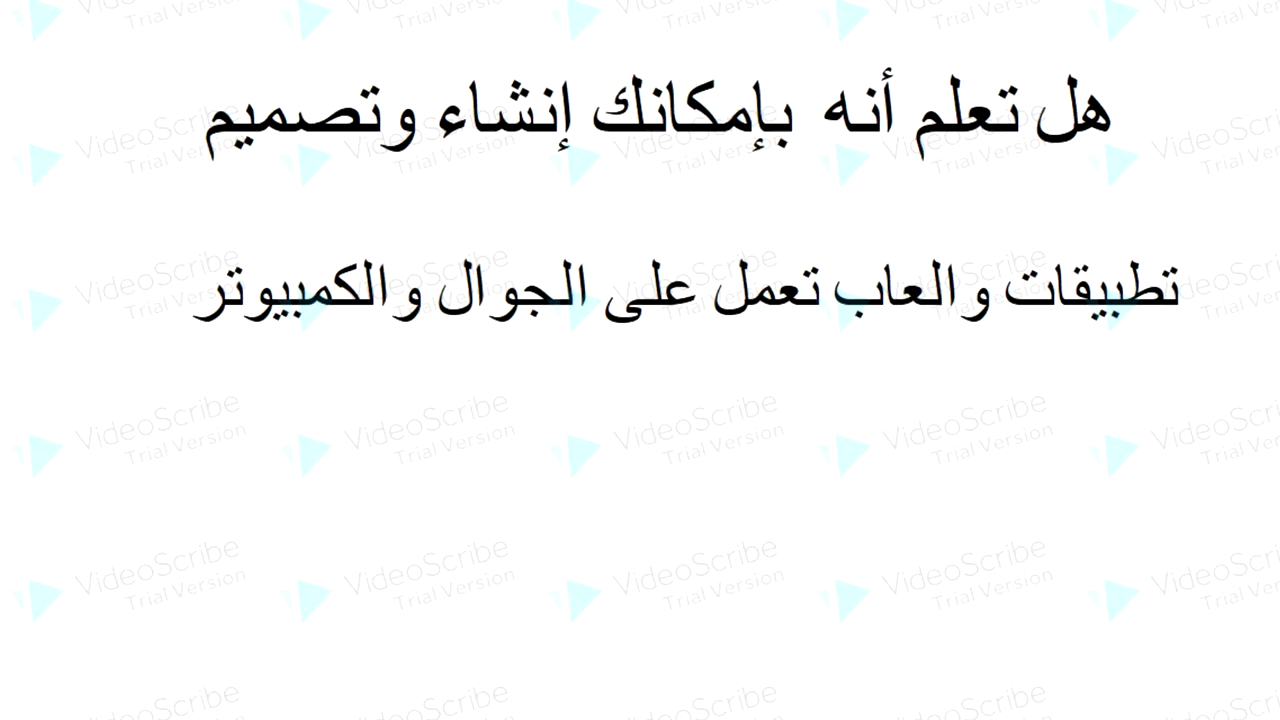 هل تعلم أنه بإمكانك إنشاء وتصميم
تطبيقات والعاب تعمل على الجوال والكمبيوتر
VideoScribe
Trial Version